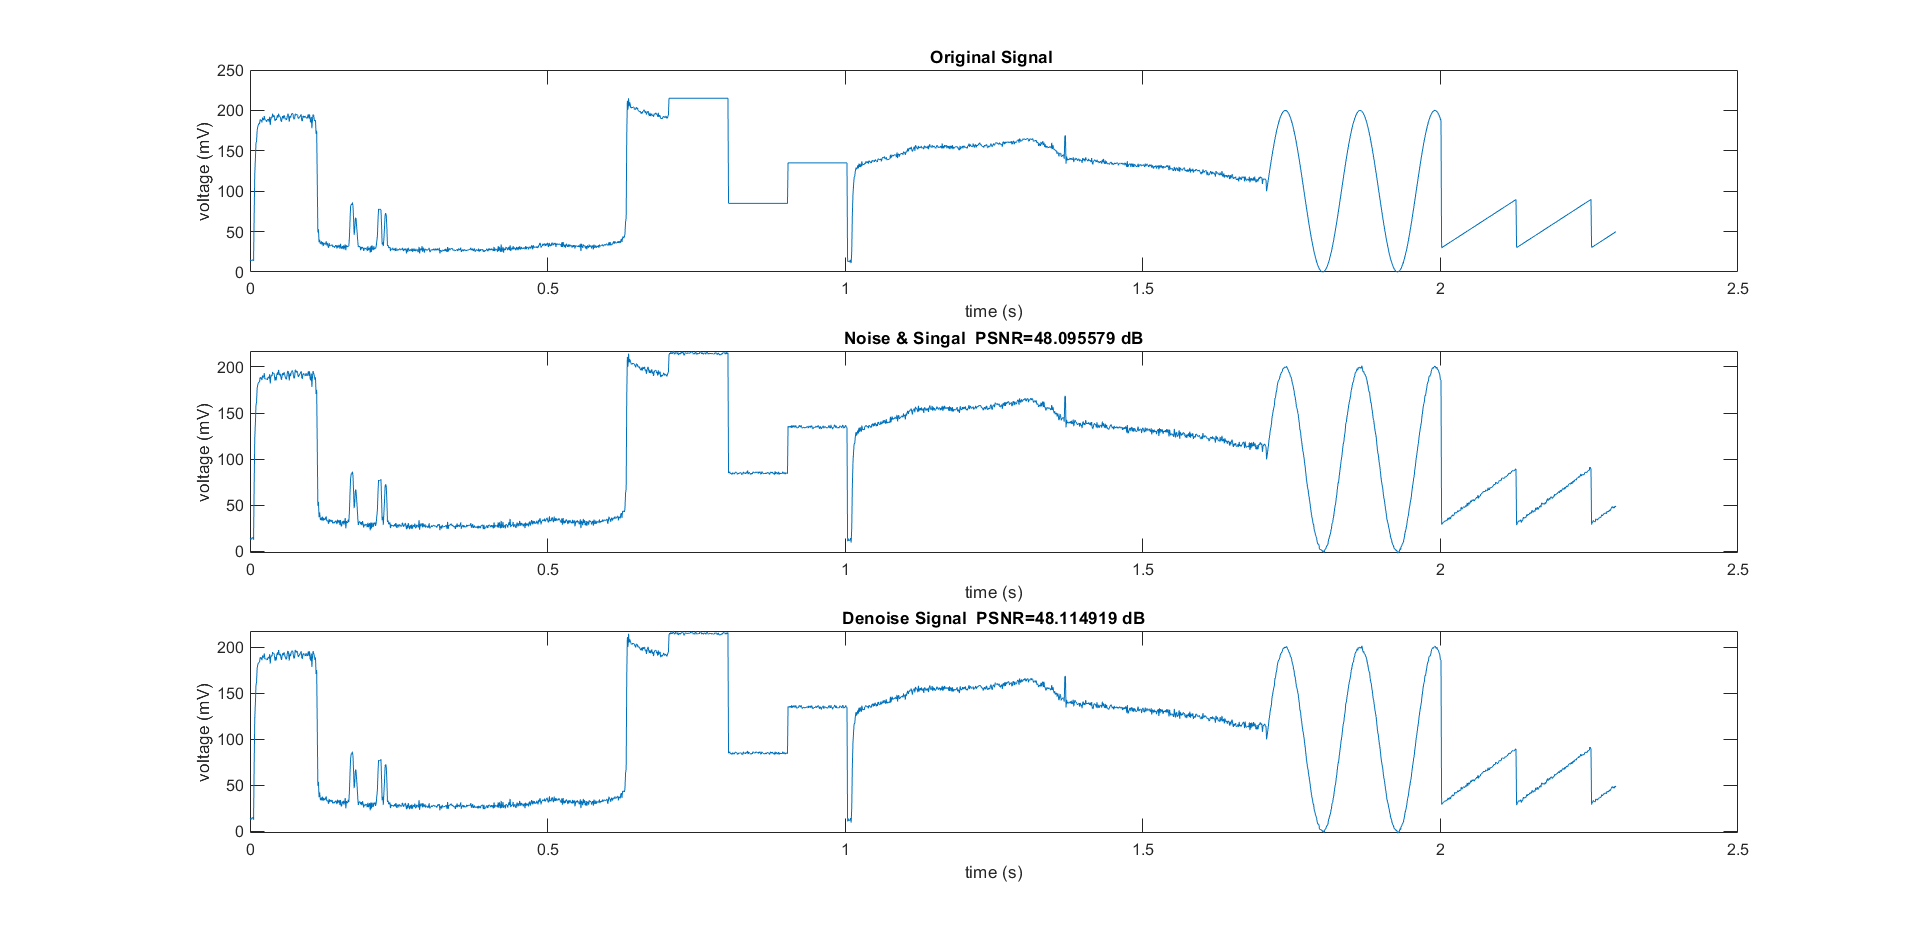 Original Signal
250
200
150
100
50
0
voltage (mV)
0 0.5 1 1.5 2 2.5
time (s)
Noise & Singal PSNR=48.095579 dB
200
150
100
50
0
voltage (mV)
0 0.5 1 1.5 2 2.5
time (s)
Denoise Signal PSNR=48.114919 dB
200
150
100
50
0
voltage (mV)
0 0.5 1 1.5 2 2.5
time (s)